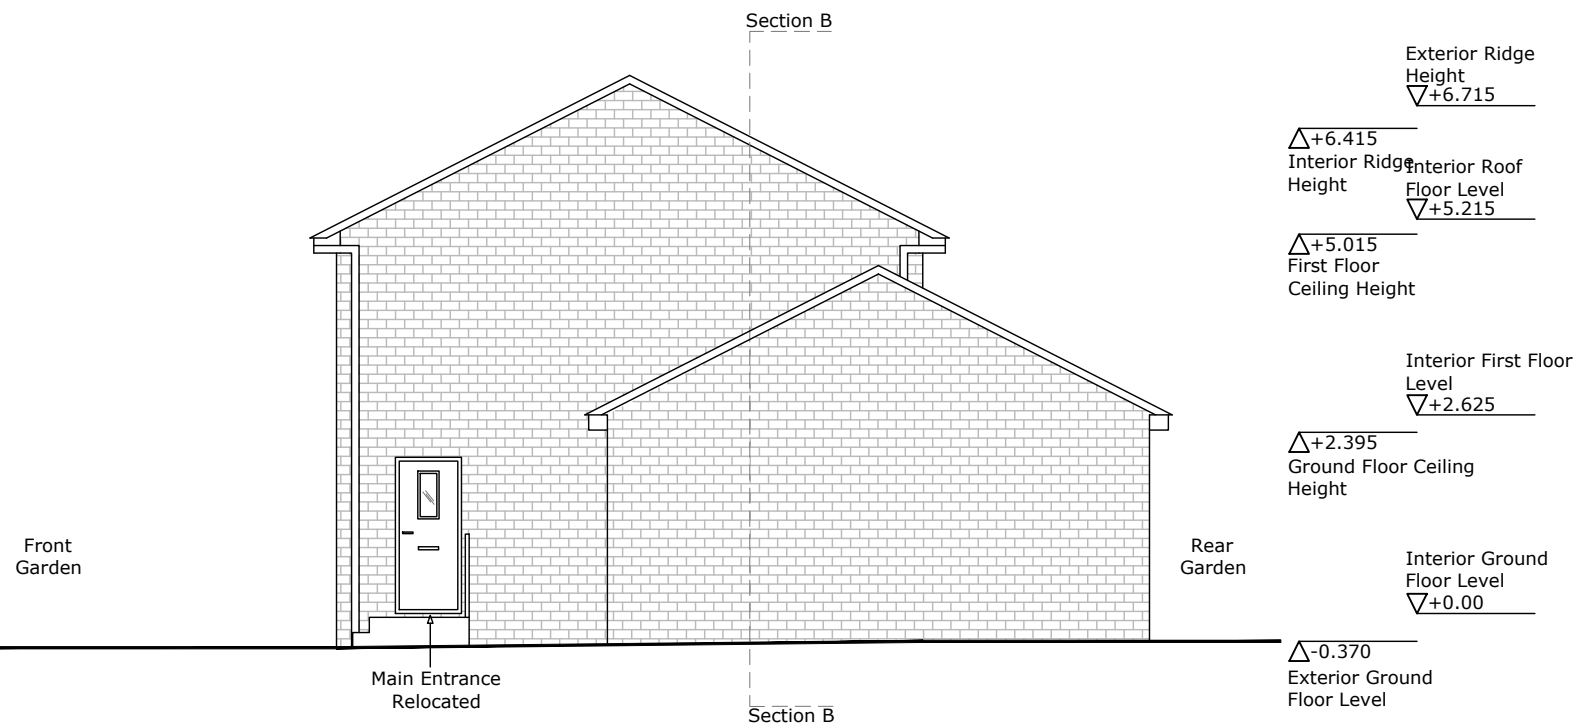 Section B
Exterior Ridge
Height
+6.715
+6.415
Interior Ridge
Height
Interior Roof
Floor Level
+5.215
+5.015
First Floor
Ceiling Height
Interior First Floor
Level
+2.625
+2.395
Ground Floor Ceiling
Height
Front
Garden
Rear
Garden
Interior Ground
Floor Level
+0.00
-0.370
Exterior Ground
Floor Level
Main Entrance
Relocated
Section B